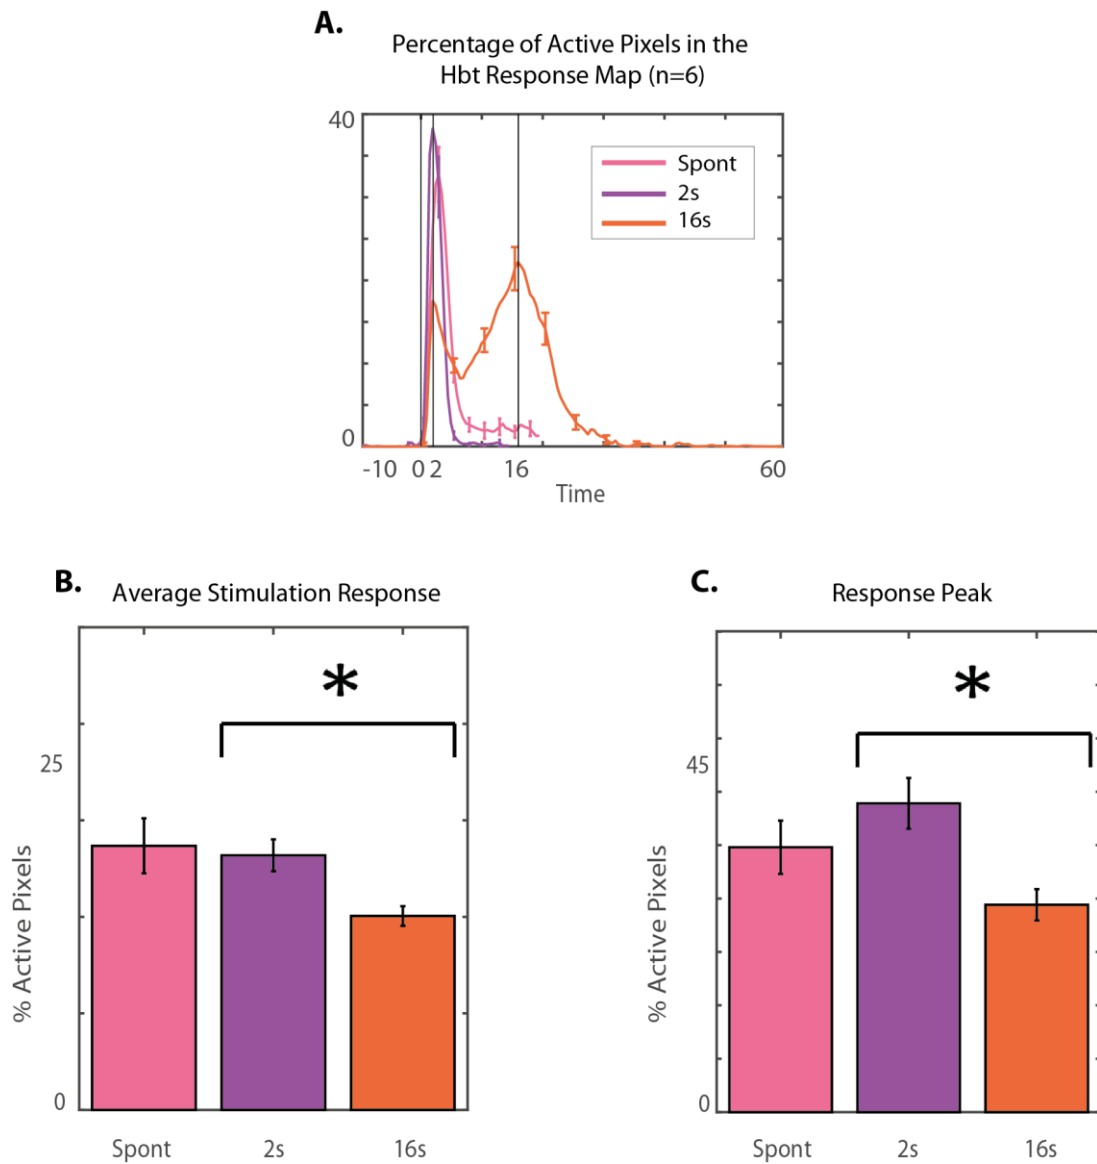 A.
Percentage of Active Pixels in the
Hbt Response Map (n=6)
40
Spont
2s
16s
0
-10 0 2 16 60
Time
B.
Average Stimulation Response
*
25
% Active Pixels
0
Spont 2s 16s
C.
Response Peak
*
45
% Active Pixels
0
Spont 2s 16s